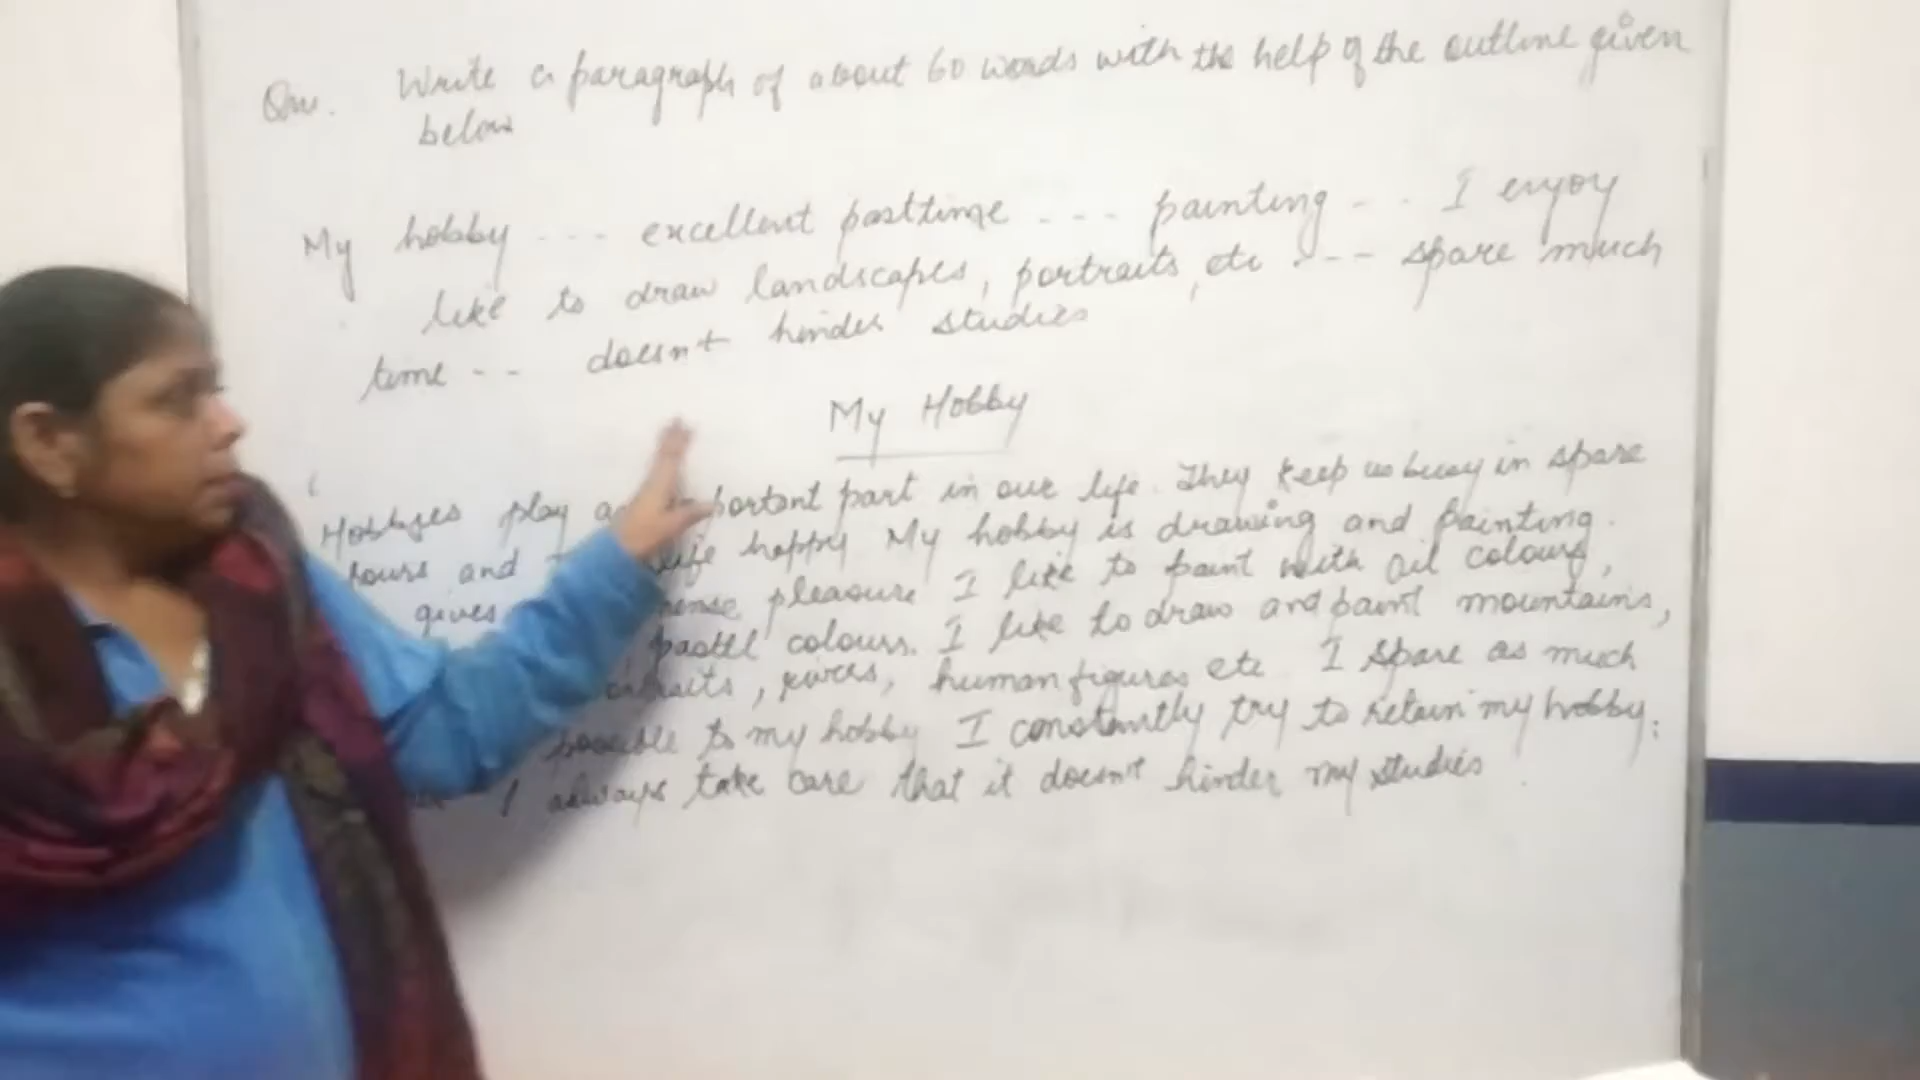 Qus. Write a paragraph of about 60 words with the help of the outline given
below
My hobby ... excellent pasttime ... painting .. I enjoy
like to draw landscapes, portraits, etc ... spare much
time .. doesnt hinder studies
My Hobby
Hobbies play an portant part in our life. They keep us busy in spare
hours and life happy My hobby is drawing and painting.
gives pleasure I like to paint with oil colours,
pastel colours. I like to draw and paint mountains,
rivers, human figures etc I spare as much
possible to my hobby I constantly try to retain my hobby.
I always take care that it doesn't hinder my studies